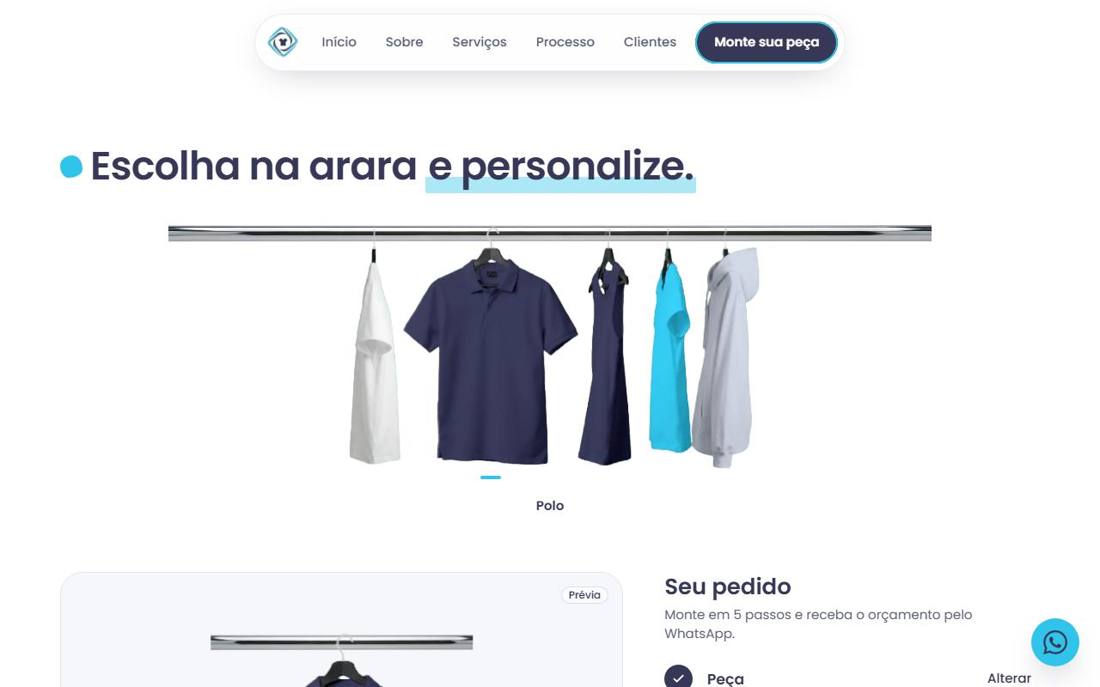 Início
Sobre
Serviços
Processo
Clientes
Monte sua peça
Escolha na arara e personalize.
Polo
Prévia
Seu pedido
Monte em 5 passos e receba o orçamento pelo
WhatsApp.
Peça
Alterar